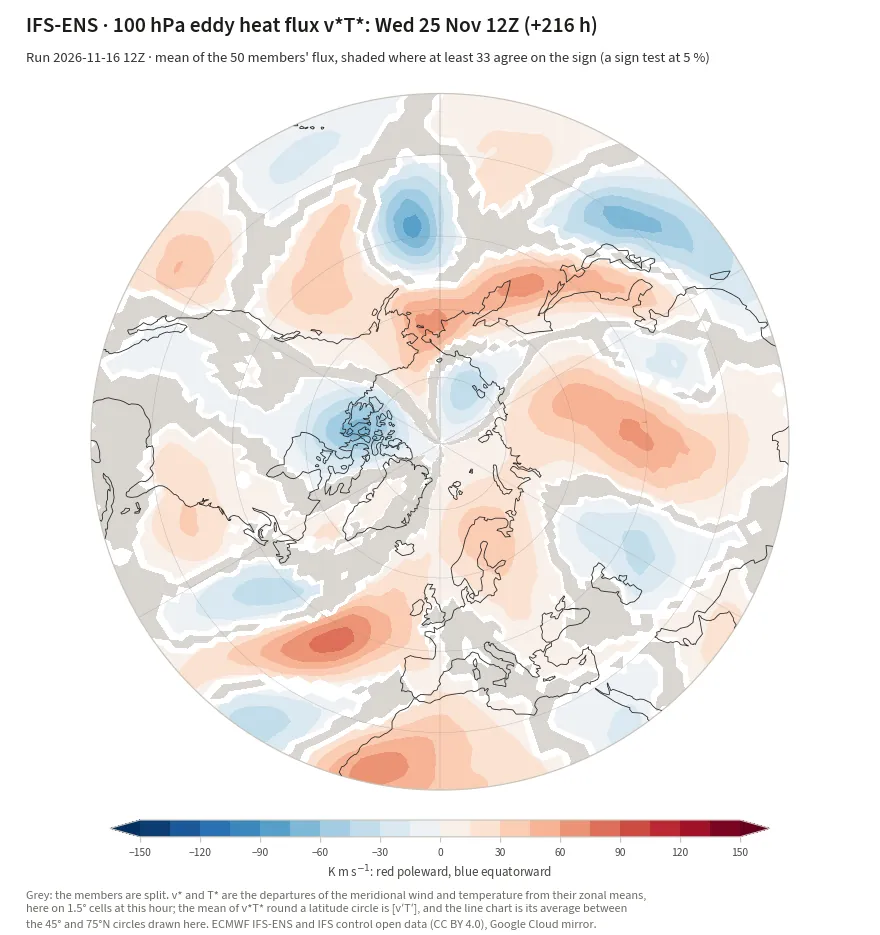 IFS-ENS · 100 hPa eddy heat flux v*T*: Wed 25 Nov 12Z (+216 h)
Run 2026-11-16 12Z · mean of the 50 members' flux, shaded where at least 33 agree on the sign (a sign test at 5 %)
−150 −120 −90 −60 −30 0 30 60 90 120 150
K m s⁻¹: red poleward, blue equatorward
Grey: the members are split. v* and T* are the departures of the meridional wind and temperature from their zonal means,
here on 1.5° cells at this hour; the mean of v*T* round a latitude circle is [v′T′], and the line chart is its average between
the 45° and 75°N circles drawn here. ECMWF IFS-ENS and IFS control open data (CC BY 4.0), Google Cloud mirror.